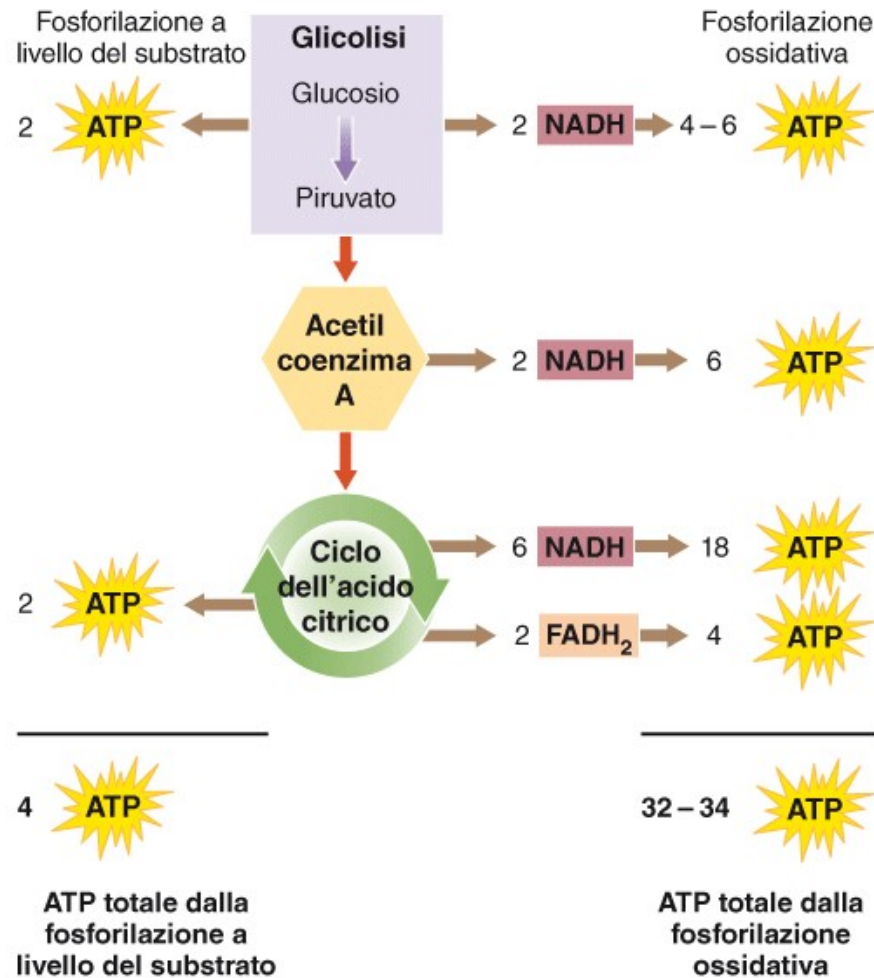 Fosforilazione a
livello del substrato
Glicolisi
Fosforilazione
ossidativa
Glucosio
Piruvato
2 ATP
2 NADH 4 – 6 ATP
Acetil
coenzima
A
2 NADH 6 ATP
Ciclo
dell'acido
citrico
2 ATP
6 NADH 18 ATP
2 FADH₂ 4 ATP
4 ATP
32 – 34 ATP
ATP totale dalla
fosforilazione a
livello del substrato
ATP totale dalla
fosforilazione
ossidativa